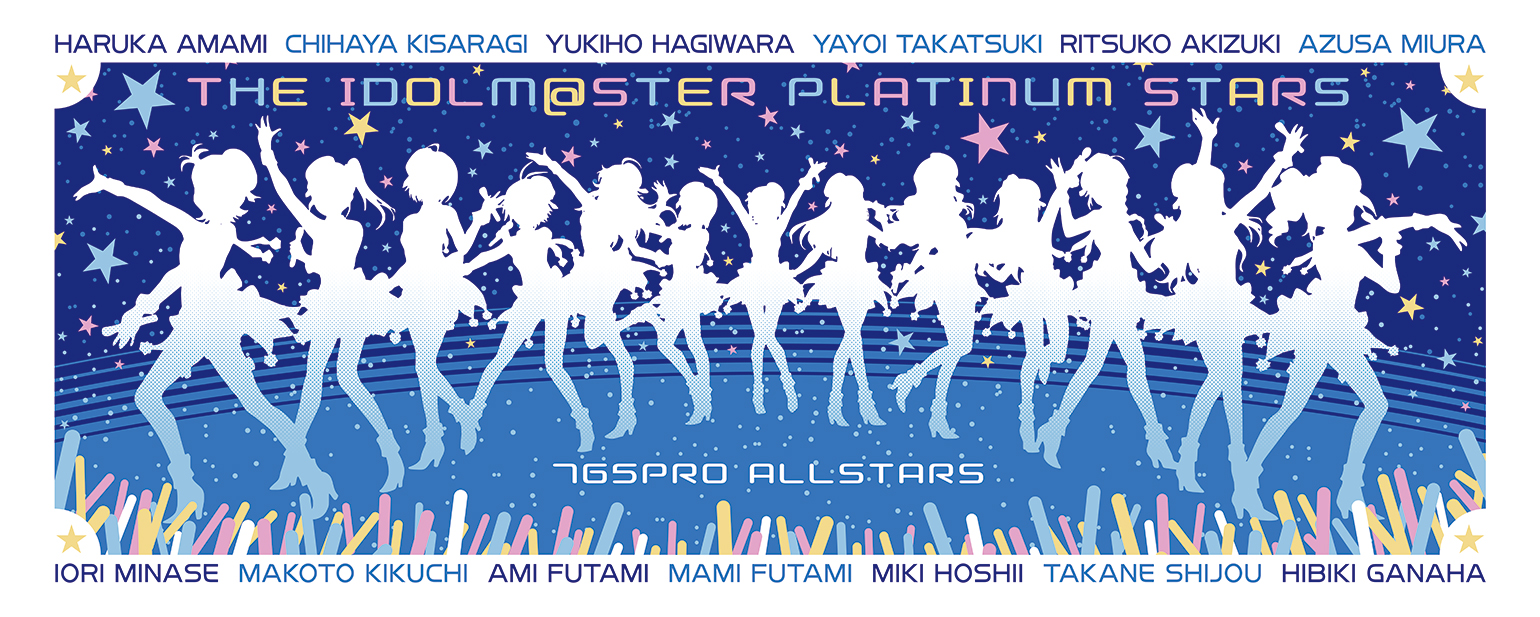 HARUKA AMAMI CHIHAYA KISARAGI YUKIHO HAGIWARA YAYOI TAKATSUKI RITSUKO AKIZUKI AZUSA MIURA
THE IDOLM@STER PLATINUM STARS
765PRO ALLSTARS
IORI MINASE MAKOTO KIKUCHI AMI FUTAMI MAMI FUTAMI MIKI HOSHII TAKANE SHIJOU HIBIKI GANAHA